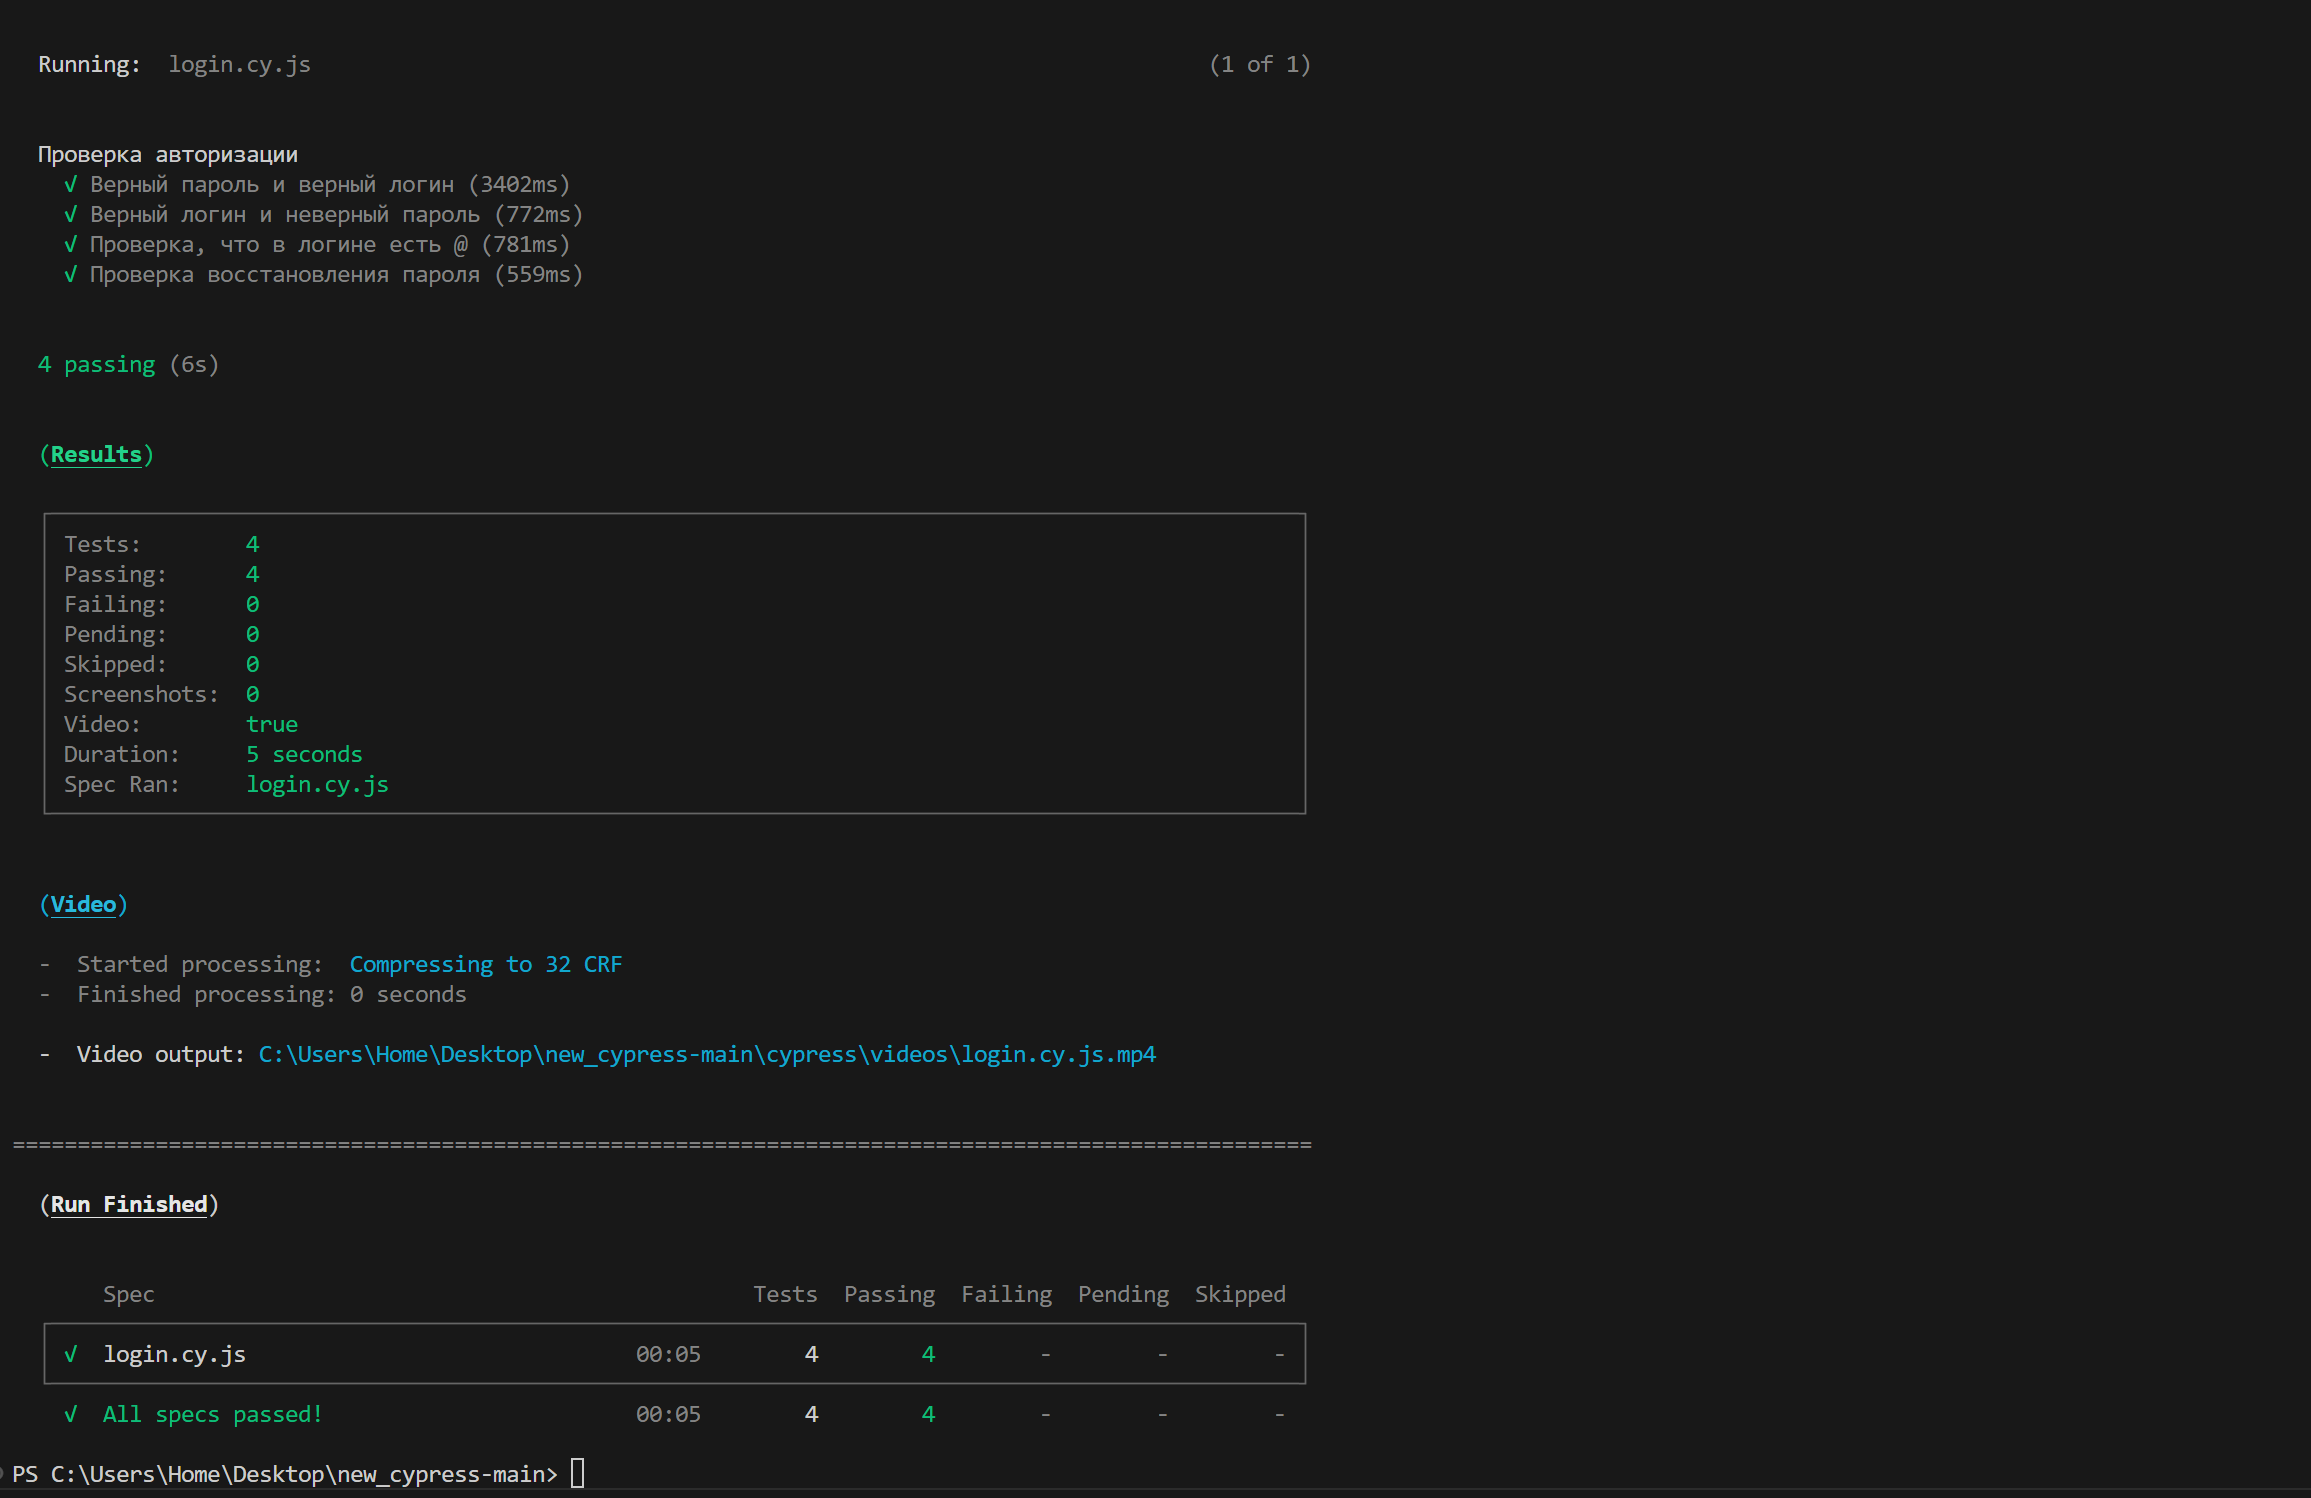 Running:  login.cy.js (1 of 1)
Проверка авторизации
√ Верный пароль и верный логин (3402ms)
√ Верный логин и неверный пароль (772ms)
√ Проверка, что в логине есть @ (781ms)
√ Проверка восстановления пароля (559ms)
4 passing (6s)
(Results)
Tests: 4
Passing: 4
Failing: 0
Pending: 0
Skipped: 0
Screenshots: 0
Video: true
Duration: 5 seconds
Spec Ran: login.cy.js
(Video)
- Started processing: Compressing to 32 CRF
- Finished processing: 0 seconds
- Video output: C:\Users\Home\Desktop\new_cypress-main\cypress\videos\login.cy.js.mp4
====================================================================================================
(Run Finished)
Spec Tests Passing Failing Pending Skipped
√ login.cy.js 00:05 4 4 - - -
√ All specs passed! 00:05 4 4 - - -
PS C:\Users\Home\Desktop\new_cypress-main>